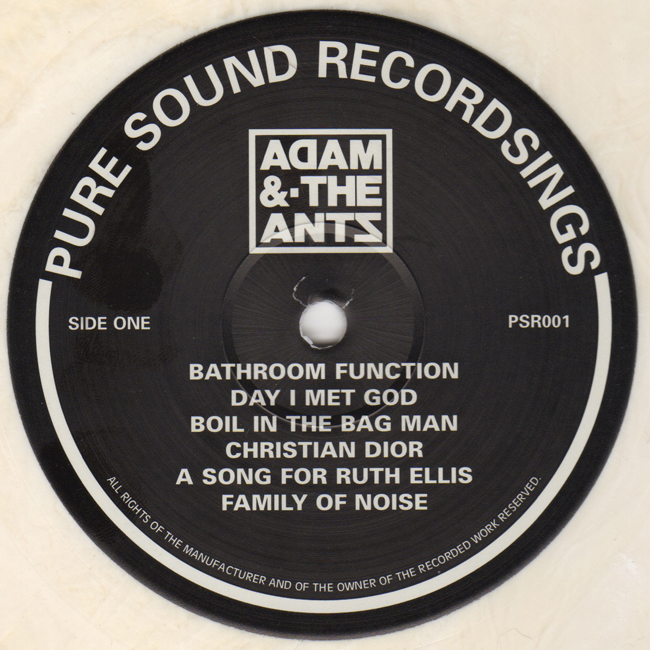 PURE SOUND RECORDSINGS
ADAM
&·THE
ANTZ
SIDE ONE
PSR001
BATHROOM FUNCTION
DAY I MET GOD
BOIL IN THE BAG MAN
CHRISTIAN DIOR
A SONG FOR RUTH ELLIS
FAMILY OF NOISE
ALL RIGHTS OF THE MANUFACTURER AND OF THE OWNER OF THE RECORDED WORK RESERVED.